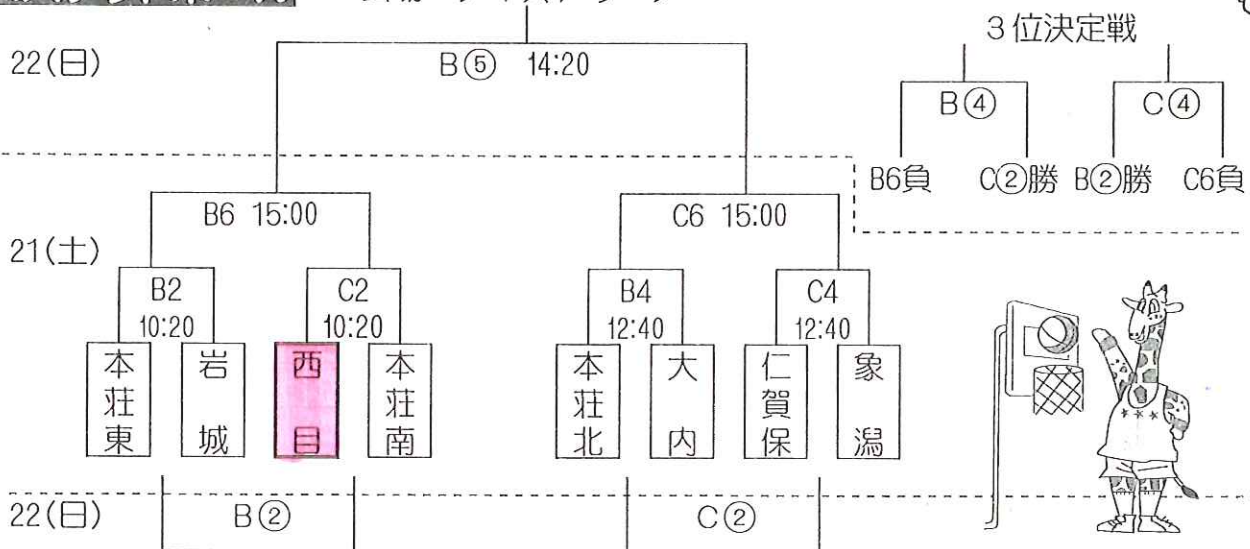 ３位決定戦
22(日)
B⑤ 14:20
B④
C④
B6負
C②勝
B②勝
C6負
B6 15:00
C6 15:00
21(土)
B2
10:20
C2
10:20
B4
12:40
C4
12:40
本荘東
岩城
西目
本荘南
本荘北
大内
仁賀保
象潟
22(日)
B②
C②